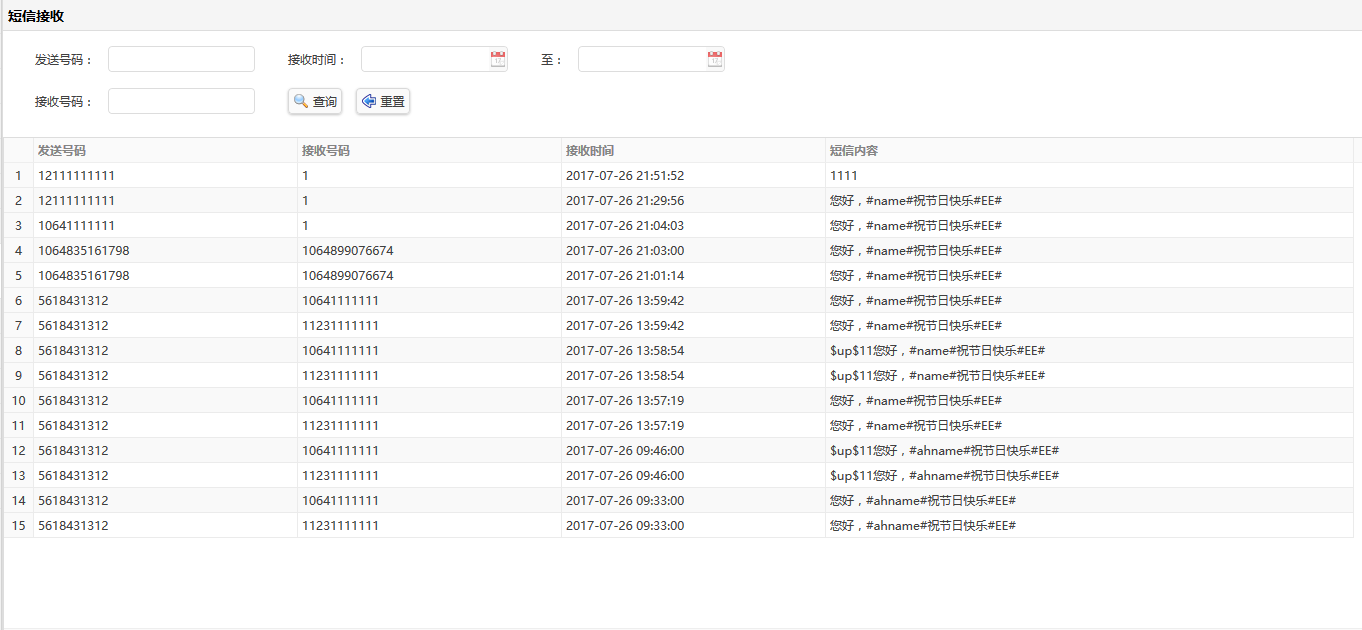 短信接收
发送号码： 接收时间： 至：
接收号码： 查询 重置
发送号码 接收号码 接收时间 短信内容
1 12111111111 1 2017-07-26 21:51:52 1111
2 12111111111 1 2017-07-26 21:29:56 您好，#name#祝节日快乐#EE#
3 10641111111 1 2017-07-26 21:04:03 您好，#name#祝节日快乐#EE#
4 1064835161798 1064899076674 2017-07-26 21:03:00 您好，#name#祝节日快乐#EE#
5 1064835161798 1064899076674 2017-07-26 21:01:14 您好，#name#祝节日快乐#EE#
6 5618431312 10641111111 2017-07-26 13:59:42 您好，#name#祝节日快乐#EE#
7 5618431312 11231111111 2017-07-26 13:59:42 您好，#name#祝节日快乐#EE#
8 5618431312 10641111111 2017-07-26 13:58:54 $up$11您好，#name#祝节日快乐#EE#
9 5618431312 11231111111 2017-07-26 13:58:54 $up$11您好，#name#祝节日快乐#EE#
10 5618431312 10641111111 2017-07-26 13:57:19 您好，#name#祝节日快乐#EE#
11 5618431312 11231111111 2017-07-26 13:57:19 您好，#name#祝节日快乐#EE#
12 5618431312 10641111111 2017-07-26 09:46:00 $up$11您好，#ahname#祝节日快乐#EE#
13 5618431312 11231111111 2017-07-26 09:46:00 $up$11您好，#ahname#祝节日快乐#EE#
14 5618431312 10641111111 2017-07-26 09:33:00 您好，#ahname#祝节日快乐#EE#
15 5618431312 11231111111 2017-07-26 09:33:00 您好，#ahname#祝节日快乐#EE#